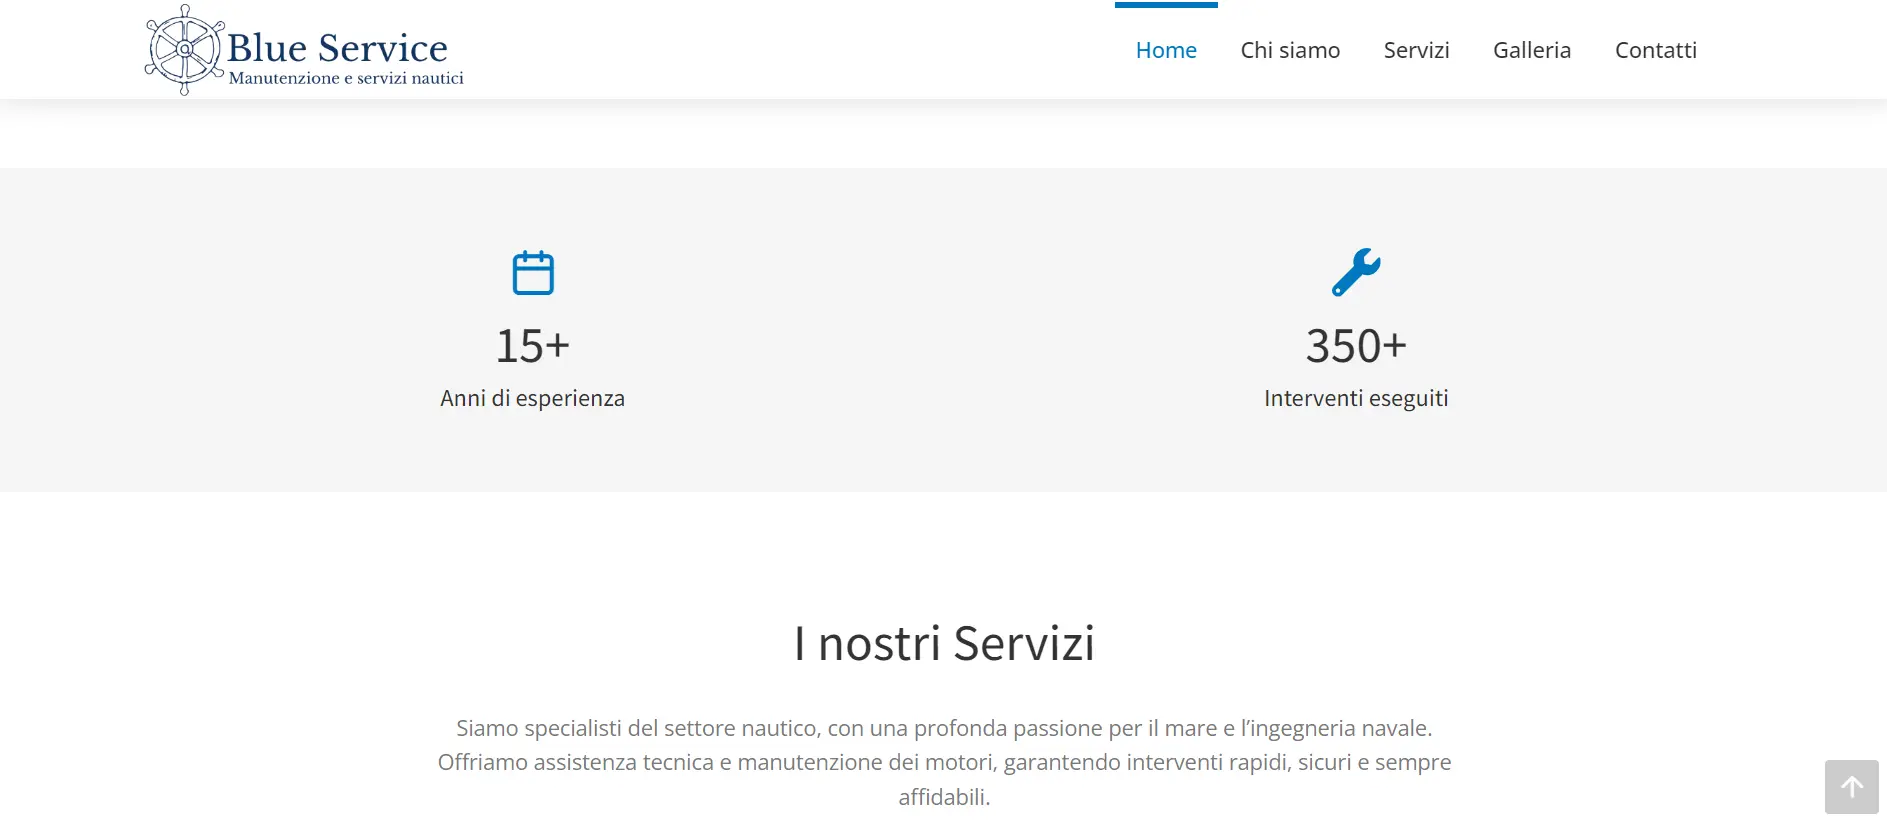 Blue Service
Manutenzione e servizi nautici
Home Chi siamo Servizi Galleria Contatti
15+
Anni di esperienza
350+
Interventi eseguiti
I nostri Servizi
Siamo specialisti del settore nautico, con una profonda passione per il mare e l’ingegneria navale.
Offriamo assistenza tecnica e manutenzione dei motori, garantendo interventi rapidi, sicuri e sempre
affidabili.